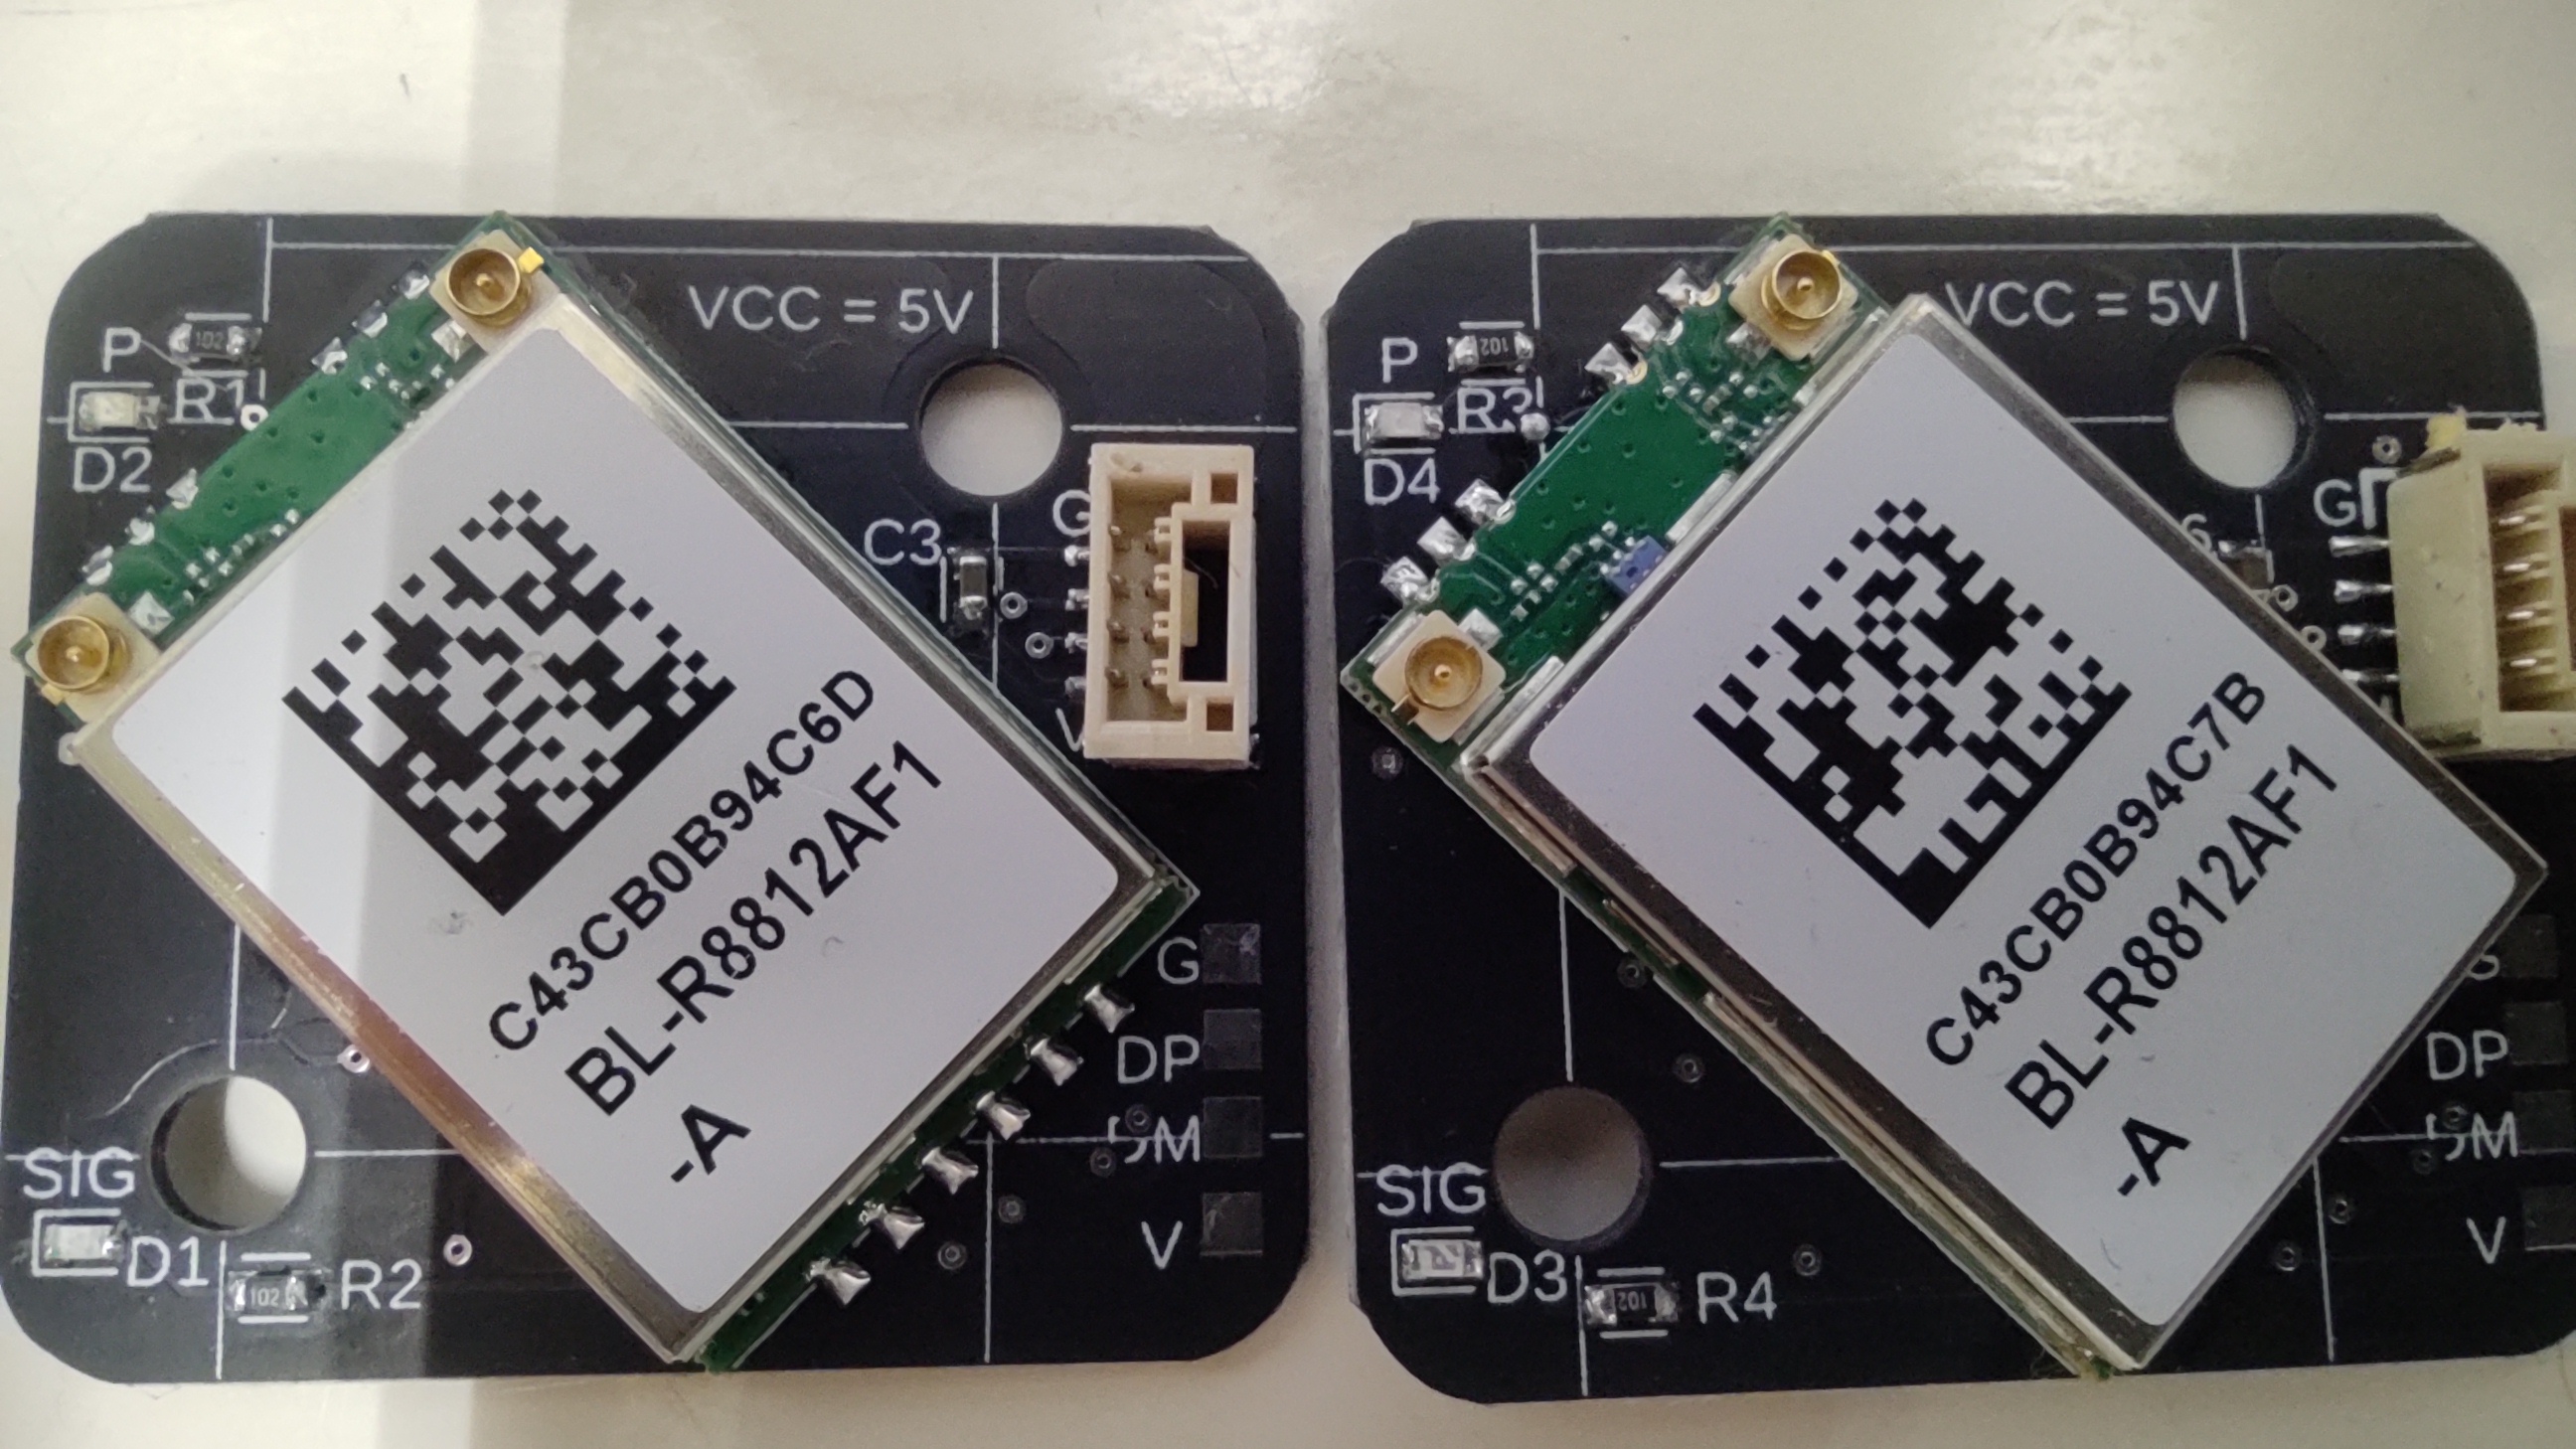 VCC = 5V
P
102
R1
D2
C3
G
C43CB0B94C6D
BL-R8812AF1
-A
G
DP
DM
V
SIG
D1
102
R2
VCC = 5V
P
102
R3
D4
G
C43CB0B94C7B
BL-R8812AF1
-A
G
DP
DM
V
SIG
D3
102
R4